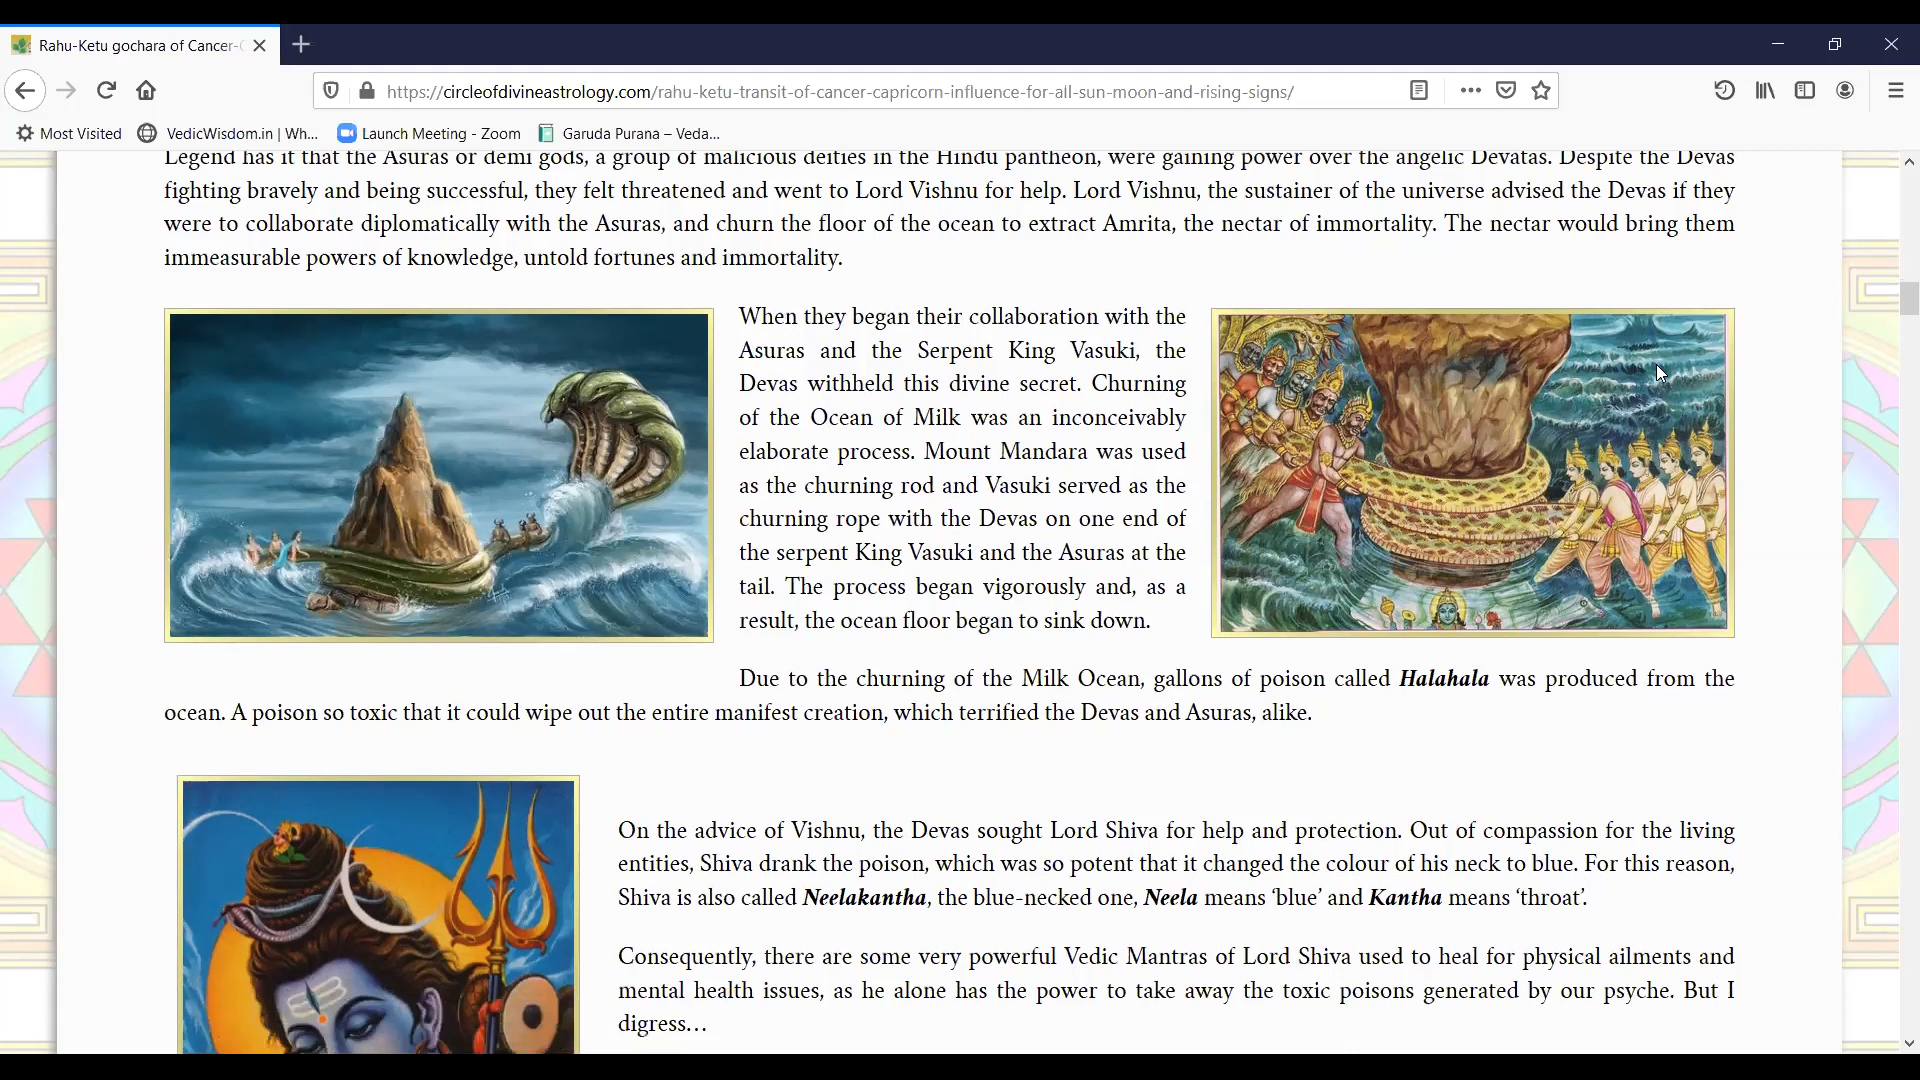 Rahu-Ketu gochara of Cancer-C
https://circleofdivineastrology.com/rahu-ketu-transit-of-cancer-capricorn-influence-for-all-sun-moon-and-rising-signs/
Most Visited
VedicWisdom.in | Wh...
Launch Meeting - Zoom
Garuda Purana – Veda...
Legend has it that the Asuras or demi gods, a group of malicious deities in the Hindu pantheon, were gaining power over the angelic Devatas. Despite the Devas
fighting bravely and being successful, they felt threatened and went to Lord Vishnu for help. Lord Vishnu, the sustainer of the universe advised the Devas if they
were to collaborate diplomatically with the Asuras, and churn the floor of the ocean to extract Amrita, the nectar of immortality. The nectar would bring them
immeasurable powers of knowledge, untold fortunes and immortality.
When they began their collaboration with the
Asuras and the Serpent King Vasuki, the
Devas withheld this divine secret. Churning
of the Ocean of Milk was an inconceivably
elaborate process. Mount Mandara was used
as the churning rod and Vasuki served as the
churning rope with the Devas on one end of
the serpent King Vasuki and the Asuras at the
tail. The process began vigorously and, as a
result, the ocean floor began to sink down.
Due to the churning of the Milk Ocean, gallons of poison called Halahala was produced from the
ocean. A poison so toxic that it could wipe out the entire manifest creation, which terrified the Devas and Asuras, alike.
On the advice of Vishnu, the Devas sought Lord Shiva for help and protection. Out of compassion for the living
entities, Shiva drank the poison, which was so potent that it changed the colour of his neck to blue. For this reason,
Shiva is also called Neelakantha, the blue-necked one, Neela means ‘blue’ and Kantha means ‘throat’.
Consequently, there are some very powerful Vedic Mantras of Lord Shiva used to heal for physical ailments and
mental health issues, as he alone has the power to take away the toxic poisons generated by our psyche. But I
digress…